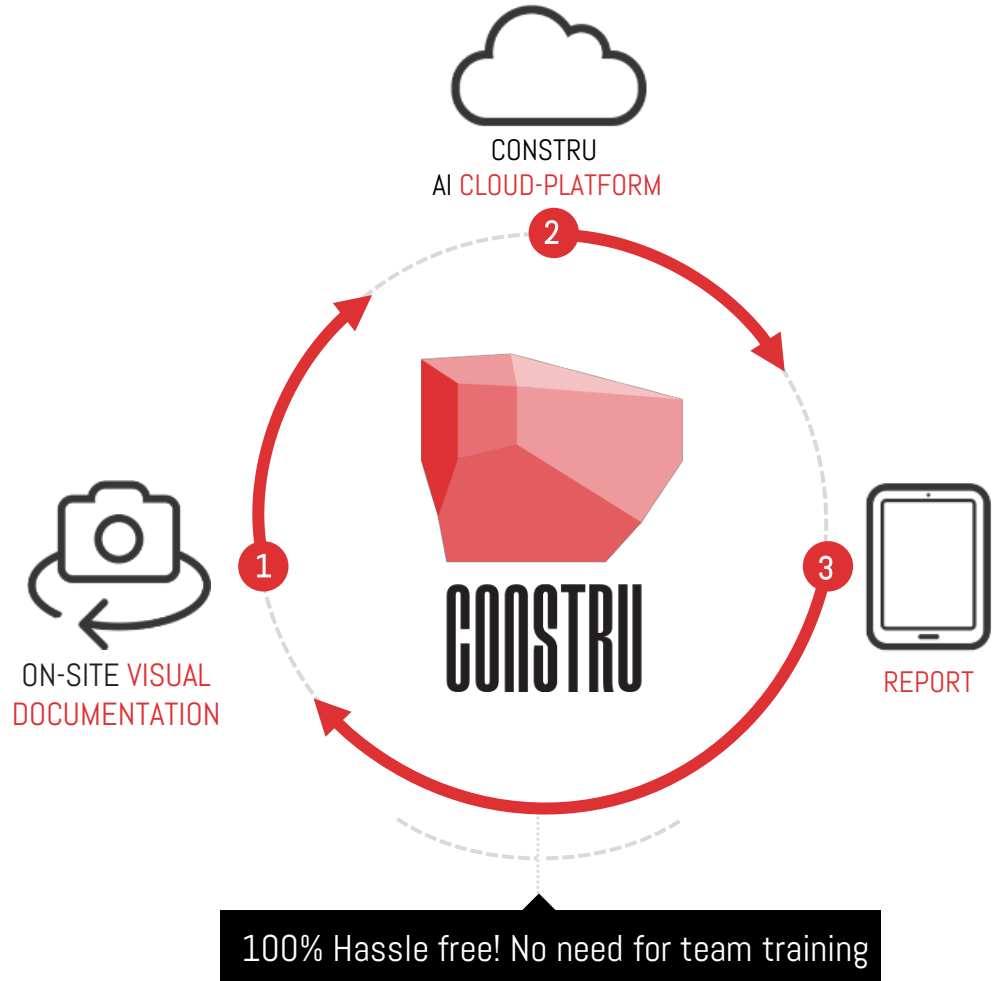 CONSTRU
AI CLOUD-PLATFORM
2
1
3
CONSTRU
ON-SITE VISUAL
DOCUMENTATION
REPORT
100% Hassle free! No need for team training